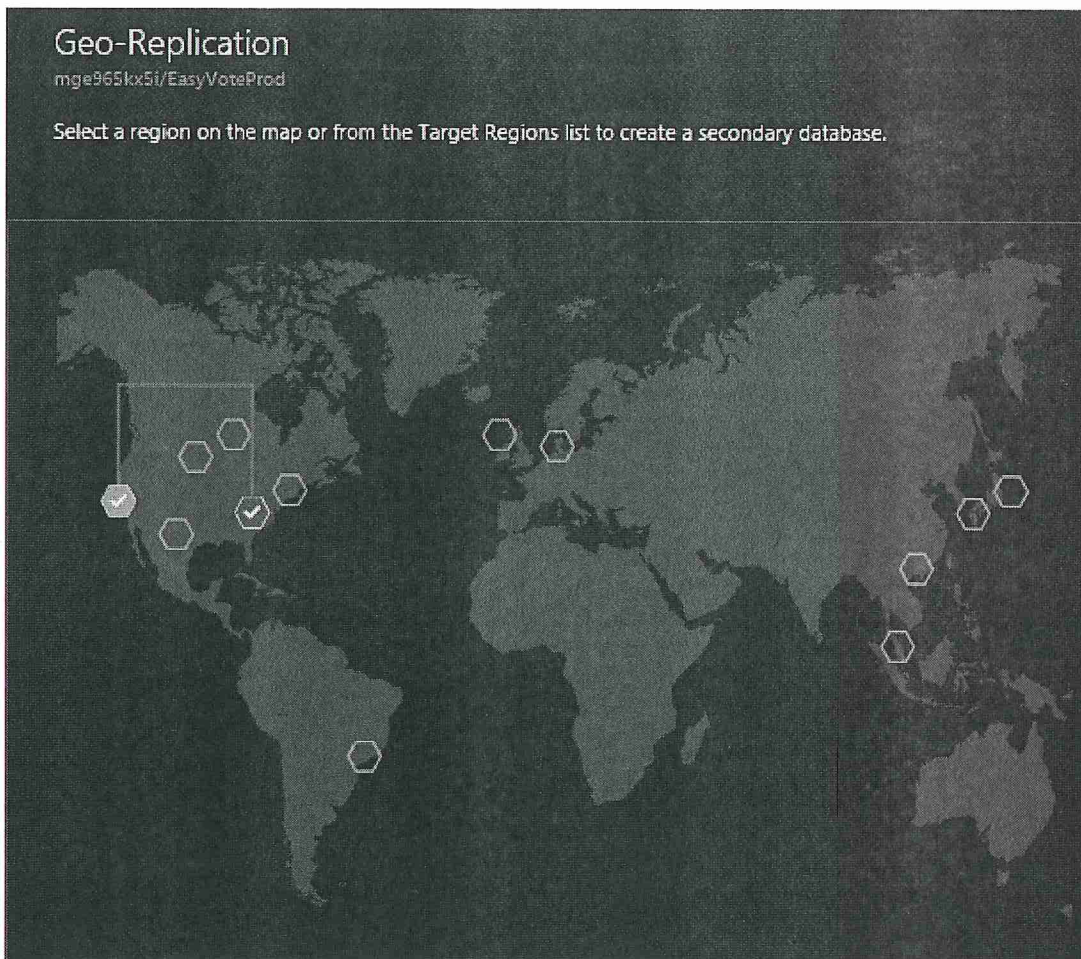 Geo-Replication
mge965kx5i/EasyVoteProd
Select a region on the map or from the Target Regions list to create a secondary database.